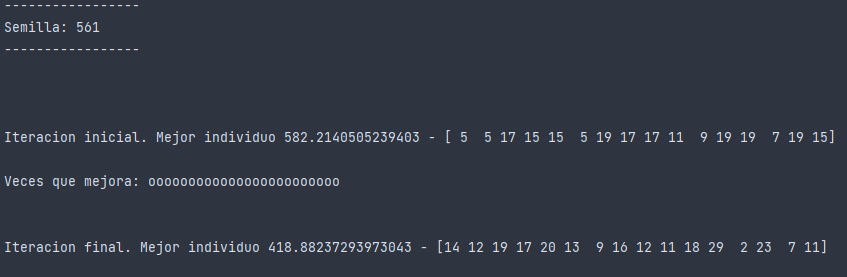 -----------------
Semilla: 561
-----------------
Iteracion inicial. Mejor individuo 582.2140505239403 - [ 5  5 17 15 15  5 19 17 17 11  9 19 19  7 19 15]
Veces que mejora: oooooooooooooooooooooooo
Iteracion final. Mejor individuo 418.88237293973043 - [14 12 19 17 20 13  9 16 12 11 18 29  2 23  7 11]